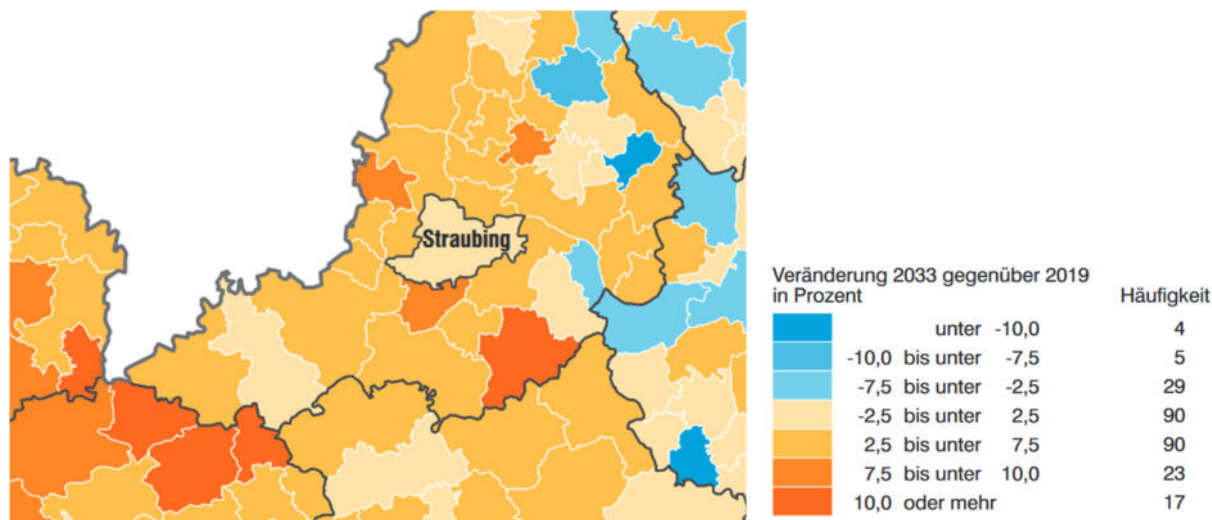 Straubing
Veränderung 2033 gegenüber 2019
in Prozent Häufigkeit
unter -10,0 4
-10,0 bis unter -7,5 5
-7,5 bis unter -2,5 29
-2,5 bis unter 2,5 90
2,5 bis unter 7,5 90
7,5 bis unter 10,0 23
10,0 oder mehr 17